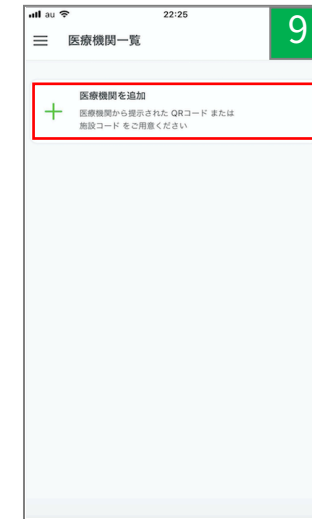 au 22:25
9
医療機関一覧
医療機関を追加
医療機関から提示された QRコード または
施設コード をご用意ください